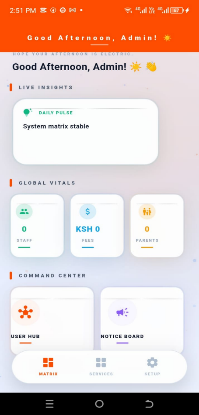 2:51 PM
87
Good Afternoon, Admin! ☀️
HOPE YOUR AFTERNOON IS ELECTRIC
Good Afternoon, Admin! ☀️ 👋
LIVE INSIGHTS
DAILY PULSE
System matrix stable
GLOBAL VITALS
0
STAFF
KSH 0
FEES
0
PARENTS
COMMAND CENTER
USER HUB
NOTICE BOARD
MATRIX
SERVICES
SETUP